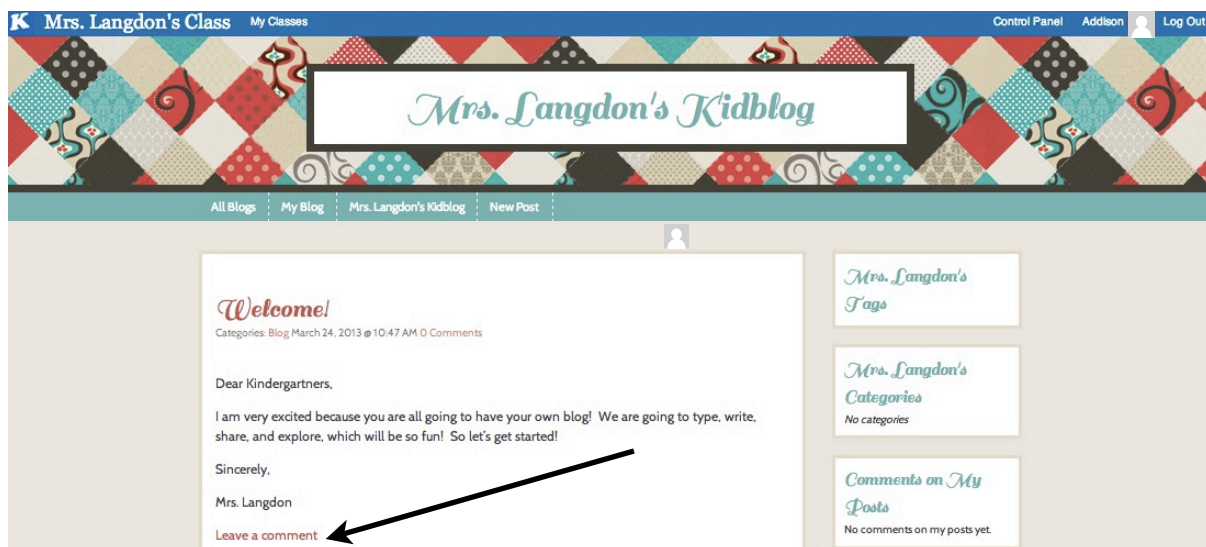 K Mrs. Langdon's Class My Classes Control Panel Addison Log Out
Mrs. Langdon's Kidblog
All Blogs My Blog Mrs. Langdon's Kidblog New Post
Welcome!
Categories: Blog March 24, 2013 @ 10:47 AM 0 Comments
Dear Kindergartners,
I am very excited because you are all going to have your own blog! We are going to type, write,
share, and explore, which will be so fun! So let's get started!
Sincerely,
Mrs. Langdon
Leave a comment
Mrs. Langdon's
Tags
Mrs. Langdon's
Categories
No categories
Comments on My
Posts
No comments on my posts yet.